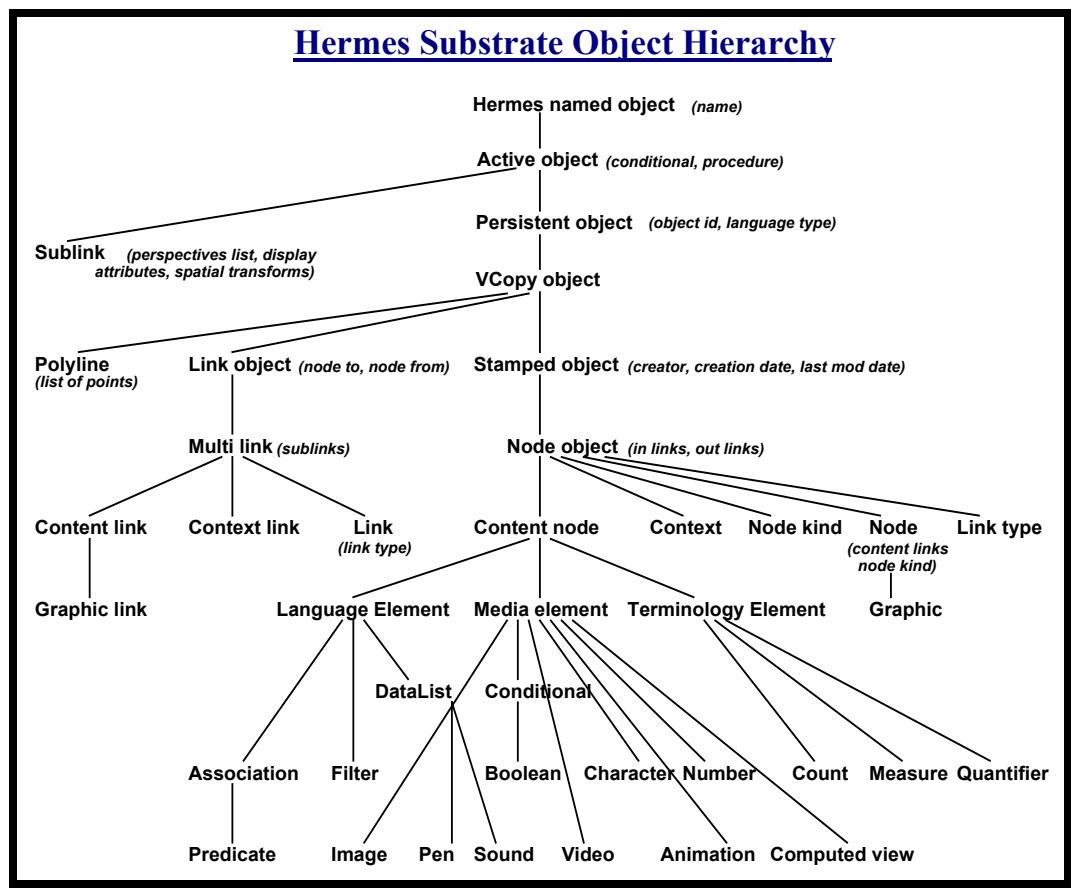 Hermes Substrate Object Hierarchy
Hermes named object (name)
Active object (conditional, procedure)
Persistent object (object id, language type)
Sublink (perspectives list, display
attributes, spatial transforms)
VCopy object
Polyline Link object (node to, node from) Stamped object (creator, creation date, last mod date)
(list of points)
Multi link (sublinks) Node object (in links, out links)
Content link Context link Link Content node Context Node kind Node Link type
(link type) (content links
node kind)
Graphic link Language Element Media element Terminology Element Graphic
DataList Conditional
Association Filter Boolean Character Number Count Measure Quantifier
Predicate Image Pen Sound Video Animation Computed view